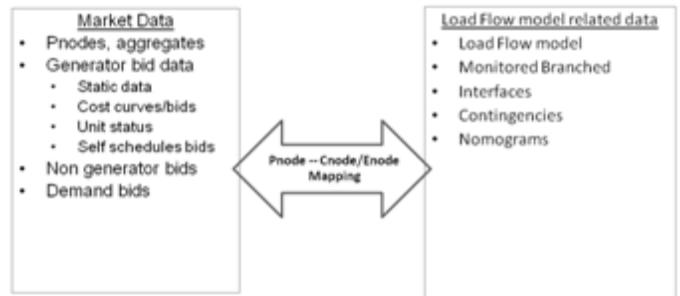 Market Data
• Pnodes, aggregates
• Generator bid data
• Static data
• Cost curves/bids
• Unit status
• Self schedules bids
• Non generator bids
• Demand bids
Pnode -- Cnode/Enode
Mapping
Load Flow model related data
• Load Flow model
• Monitored Branched
• Interfaces
• Contingencies
• Nomograms